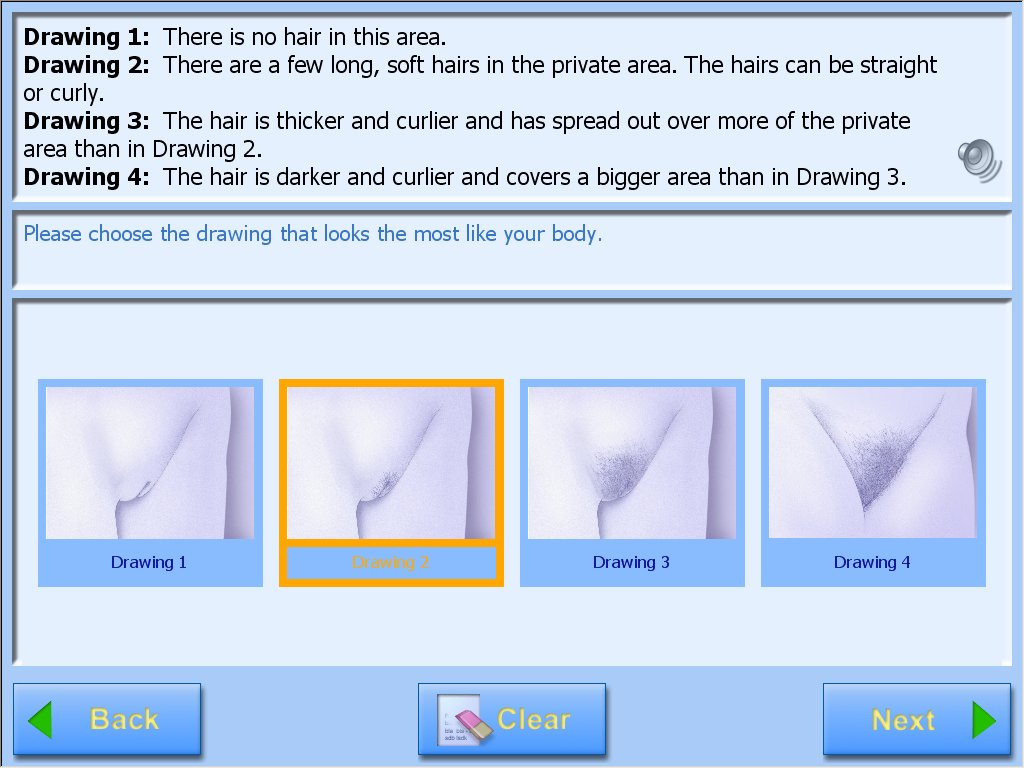 Drawing 1: There is no hair in this area.
Drawing 2: There are a few long, soft hairs in the private area. The hairs can be straight
or curly.
Drawing 3: The hair is thicker and curlier and has spread out over more of the private
area than in Drawing 2.
Drawing 4: The hair is darker and curlier and covers a bigger area than in Drawing 3.
Please choose the drawing that looks the most like your body.
Drawing 1
Drawing 2
Drawing 3
Drawing 4
Back
Clear
Next